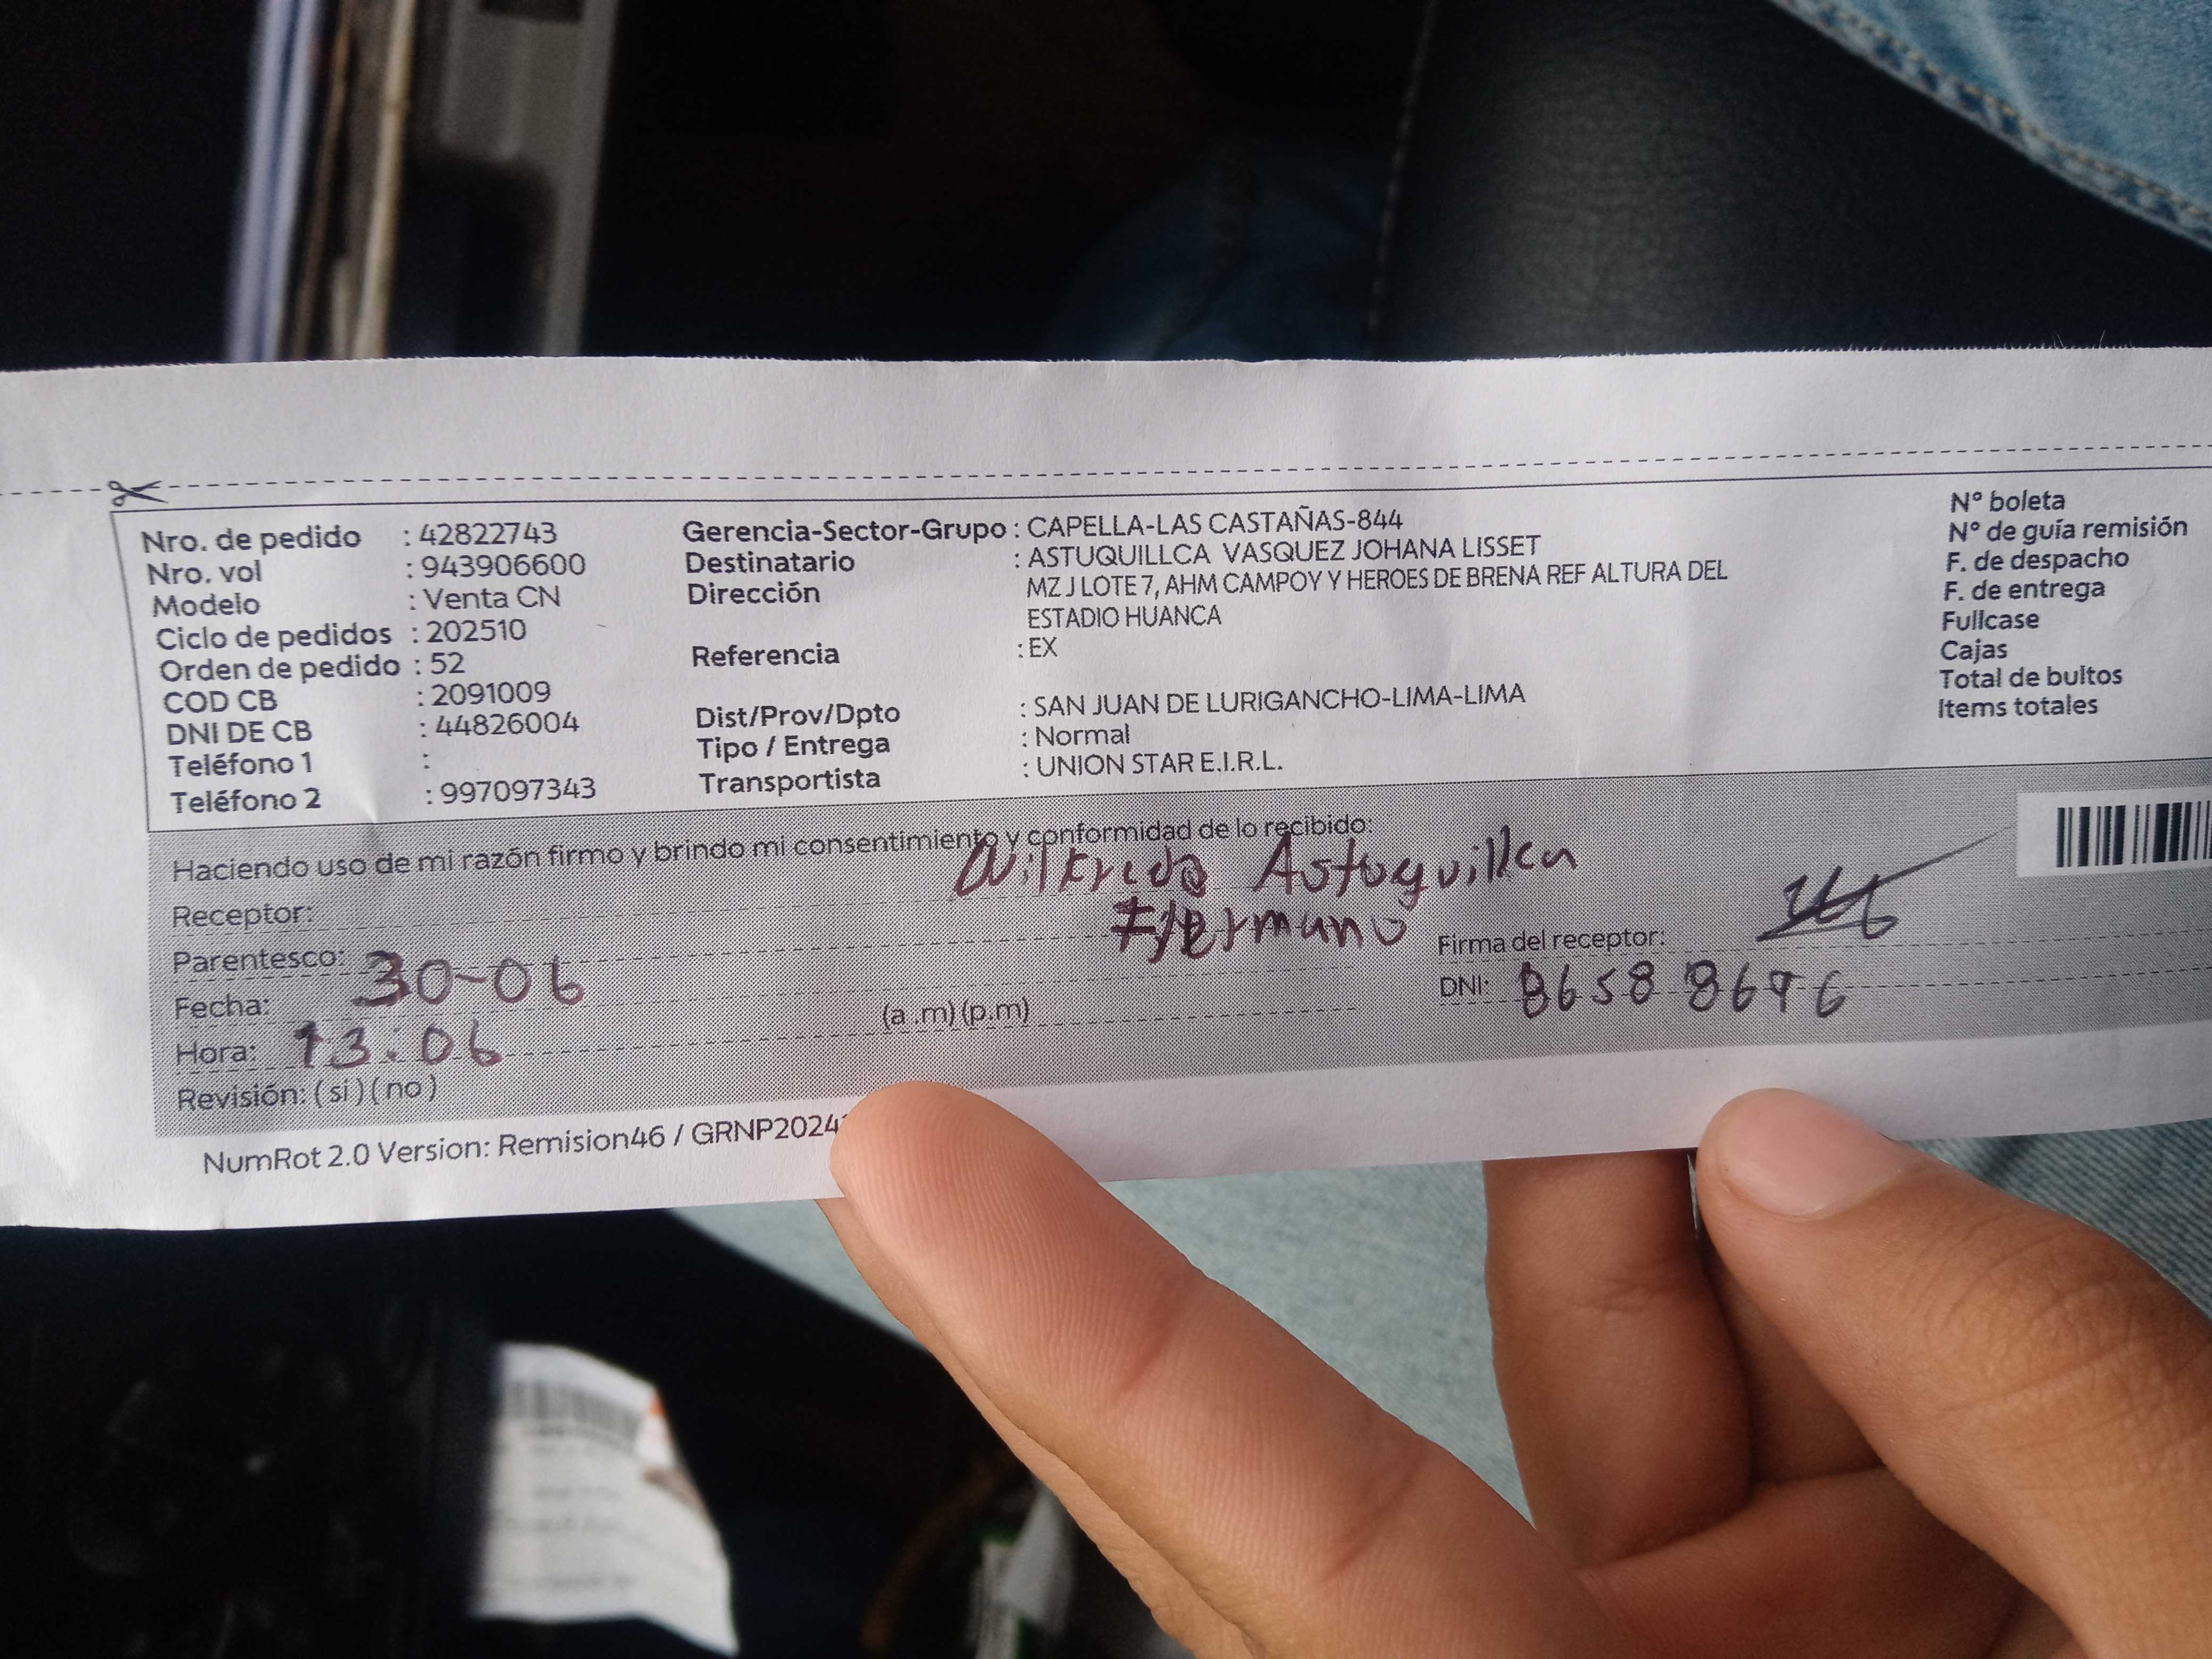 Nro. de pedido : 42822743
Nro. vol : 943906600
Modelo : Venta CN
Ciclo de pedidos : 202510
Orden de pedido : 52
COD CB : 2091009
DNI DE CB : 44826004
Teléfono 1 :
Teléfono 2 : 997097343
Gerencia-Sector-Grupo : CAPELLA-LAS CASTAÑAS-844
Destinatario : ASTUQUILLCA VASQUEZ JOHANA LISSET
Dirección MZ J LOTE 7, AHM CAMPOY Y HEROES DE BRENA REF ALTURA DEL
ESTADIO HUANCA
Referencia : EX
Dist/Prov/Dpto : SAN JUAN DE LURIGANCHO-LIMA-LIMA
Tipo / Entrega : Normal
Transportista : UNION STAR E.I.R.L.
N° boleta
N° de guía remisión
F. de despacho
F. de entrega
Fullcase
Cajas
Total de bultos
Items totales
Haciendo uso de mi razón firmo y brindo mi consentimiento y conformidad de lo recibido:
Receptor: Wilfredo Astuquillca
Parentesco: Hermano
Firma del receptor:
Fecha: 30-06
DNI: 86588696
Hora: 13:06 (a .m) (p.m)
Revisión: ( si ) ( no )
NumRot 2.0 Version: Remision46 / GRNP2024